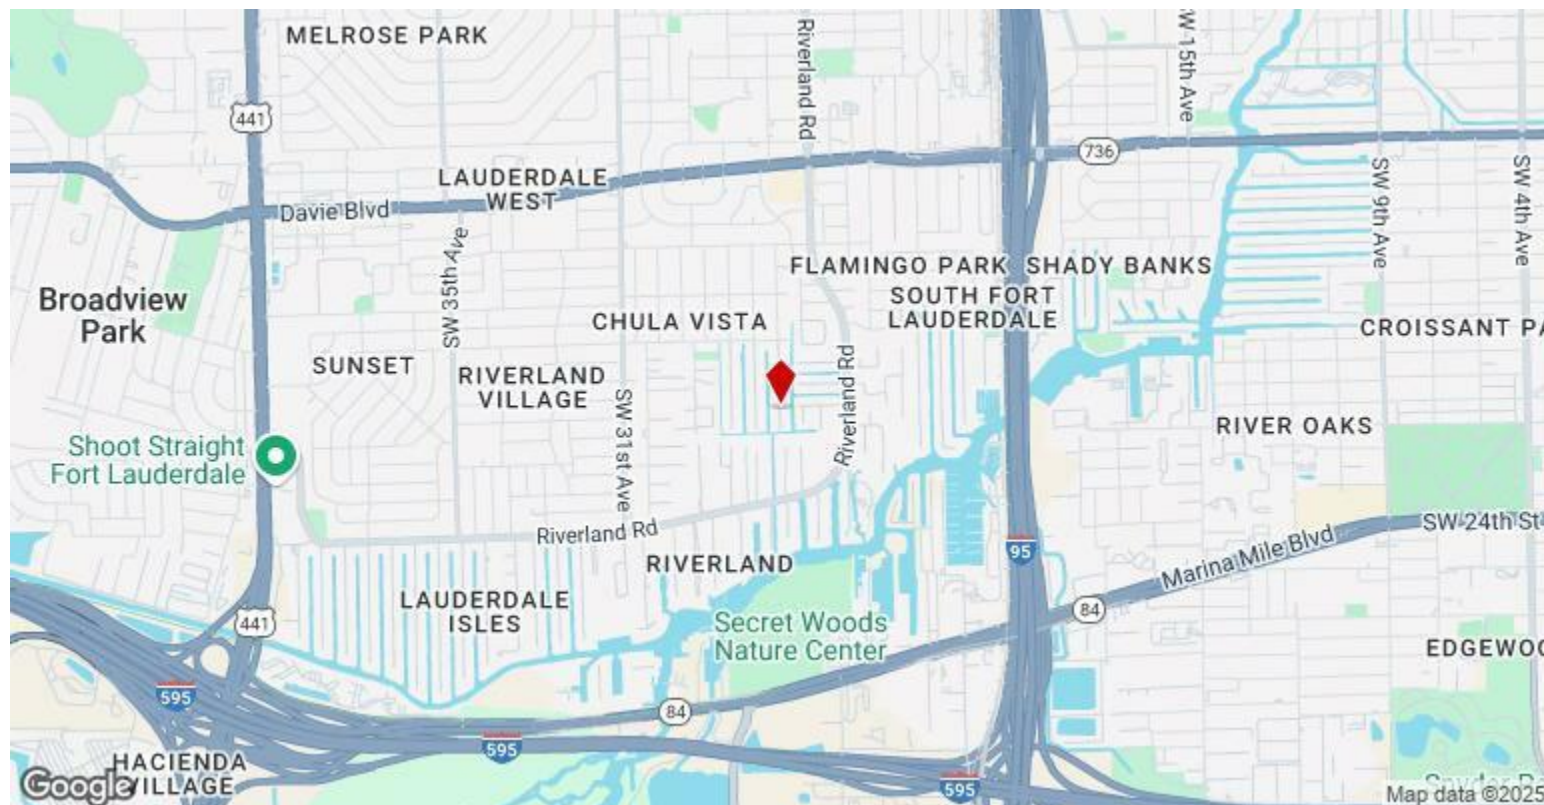 MELROSE PARK
Riverland Rd
SW 15th Ave
441
736
LAUDERDALE
WEST
Davie Blvd
SW 9th Ave
SW 4th Ave
SW 35th Ave
FLAMINGO PARK
SHADY BANKS
Broadview
Park
SOUTH FORT
LAUDERDALE
CHULA VISTA
CROISSANT PA
SUNSET
RIVERLAND
VILLAGE
Riverland Rd
SW 31st Ave
RIVER OAKS
Shoot Straight
Fort Lauderdale
Riverland Rd
SW 24th St
95
Marina Mile Blvd
RIVERLAND
LAUDERDALE
ISLES
84
441
Secret Woods
Nature Center
EDGEWOO
595
84
595
HACIENDA
VILLAGE
595
Google
Map data ©2025